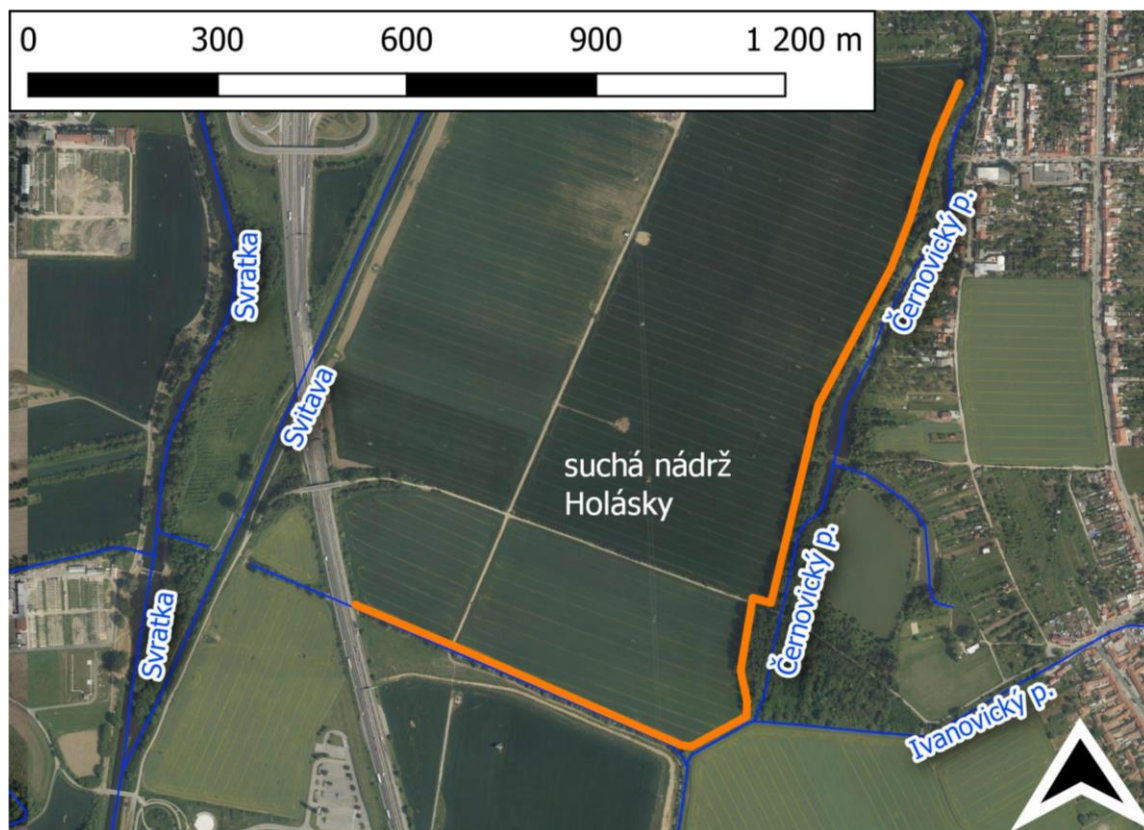 0 300 600 900 1 200 m
Svratka
Černovický p.
Svitava
suchá nádrž
Holásky
Černovický p.
Svratka
Ivanovický p.